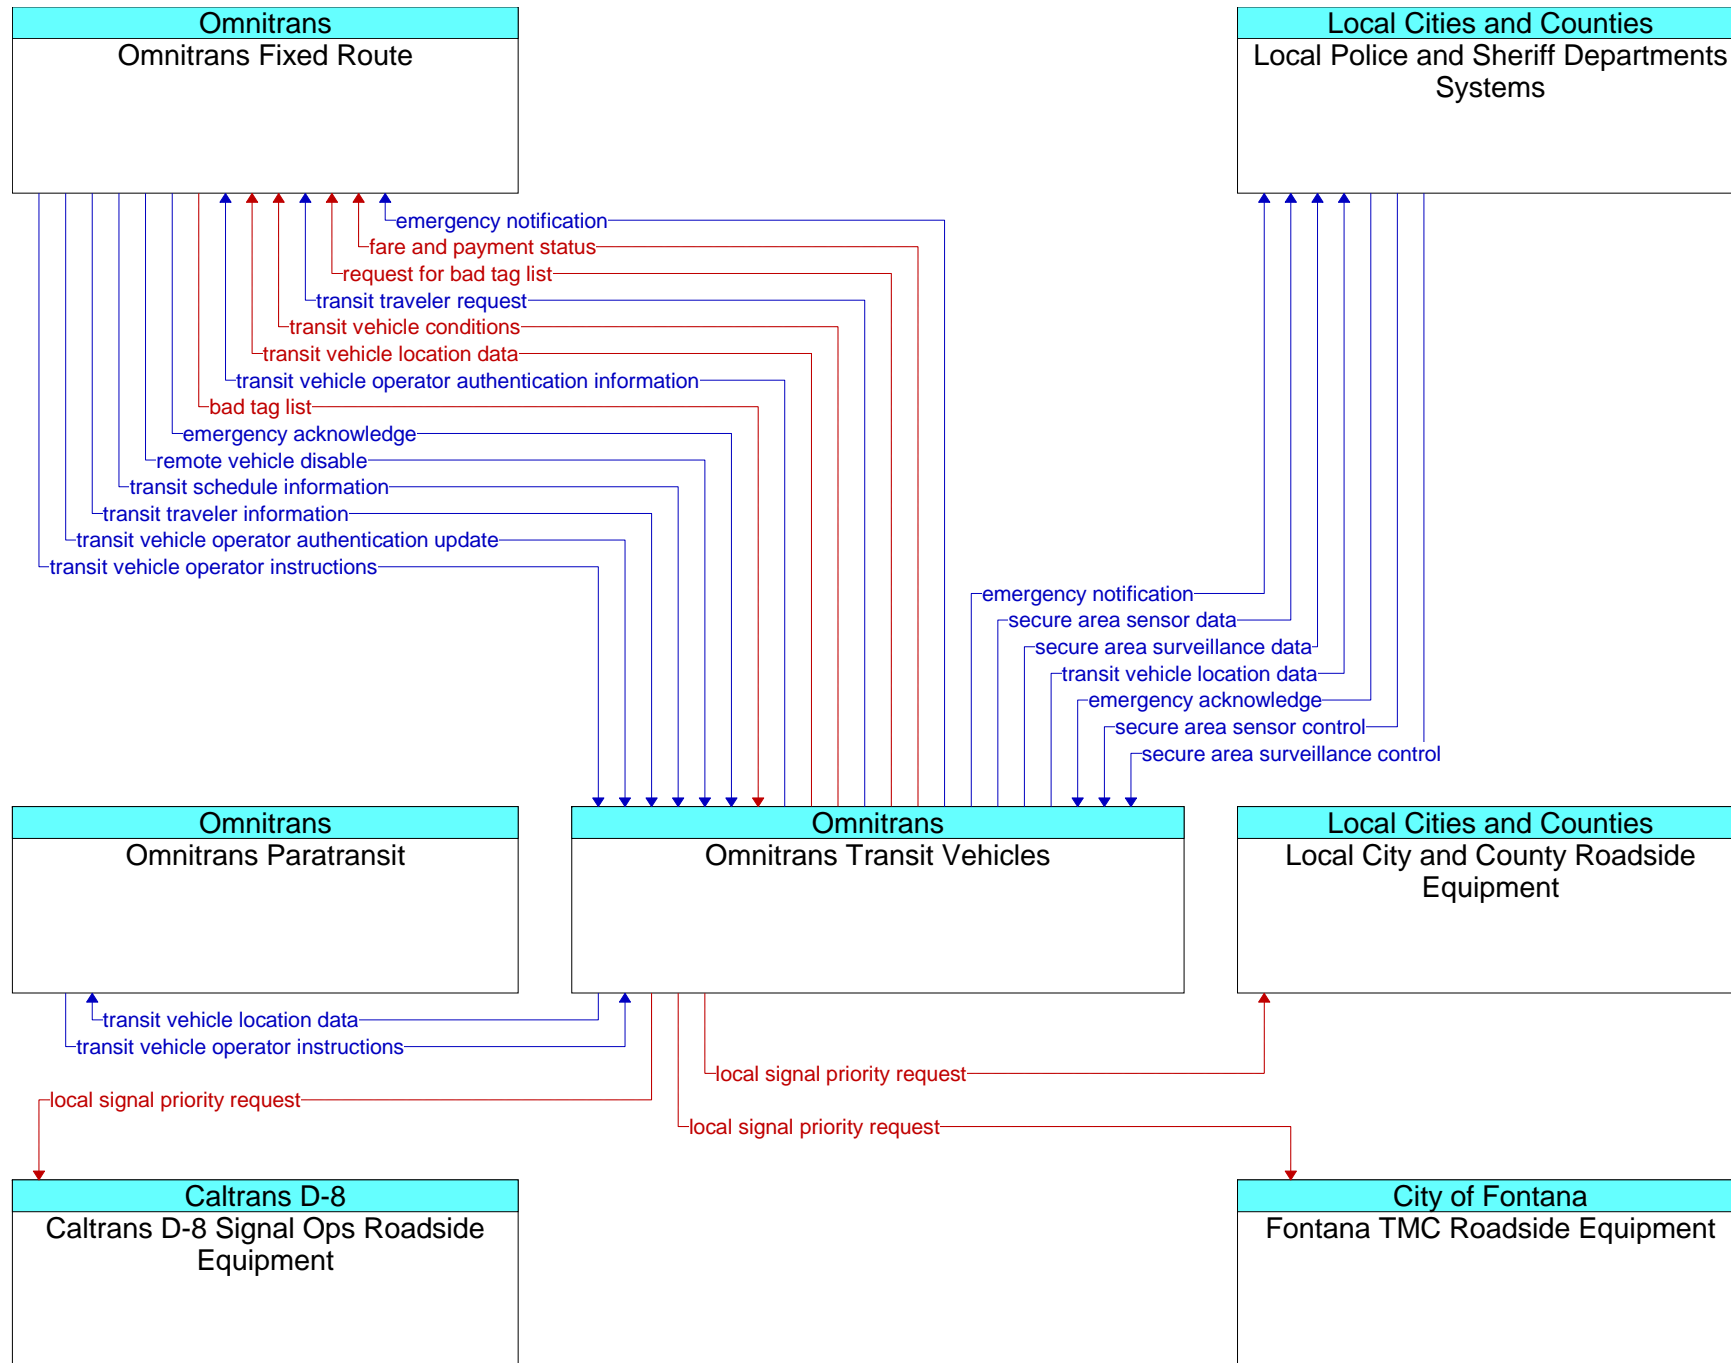 Omnitrans
Omnitrans Fixed Route
Local Cities and Counties
Local Police and Sheriff Departments
Systems
emergency notification
fare and payment status
request for bad tag list
transit traveler request
transit vehicle conditions
transit vehicle location data
transit vehicle operator authentication information
bad tag list
emergency acknowledge
remote vehicle disable
transit schedule information
transit traveler information
transit vehicle operator authentication update
transit vehicle operator instructions
emergency notification
secure area sensor data
secure area surveillance data
transit vehicle location data
emergency acknowledge
secure area sensor control
secure area surveillance control
Omnitrans
Omnitrans Paratransit
Omnitrans
Omnitrans Transit Vehicles
Local Cities and Counties
Local City and County Roadside
Equipment
transit vehicle location data
transit vehicle operator instructions
local signal priority request
local signal priority request
local signal priority request
Caltrans D-8
Caltrans D-8 Signal Ops Roadside
Equipment
City of Fontana
Fontana TMC Roadside Equipment